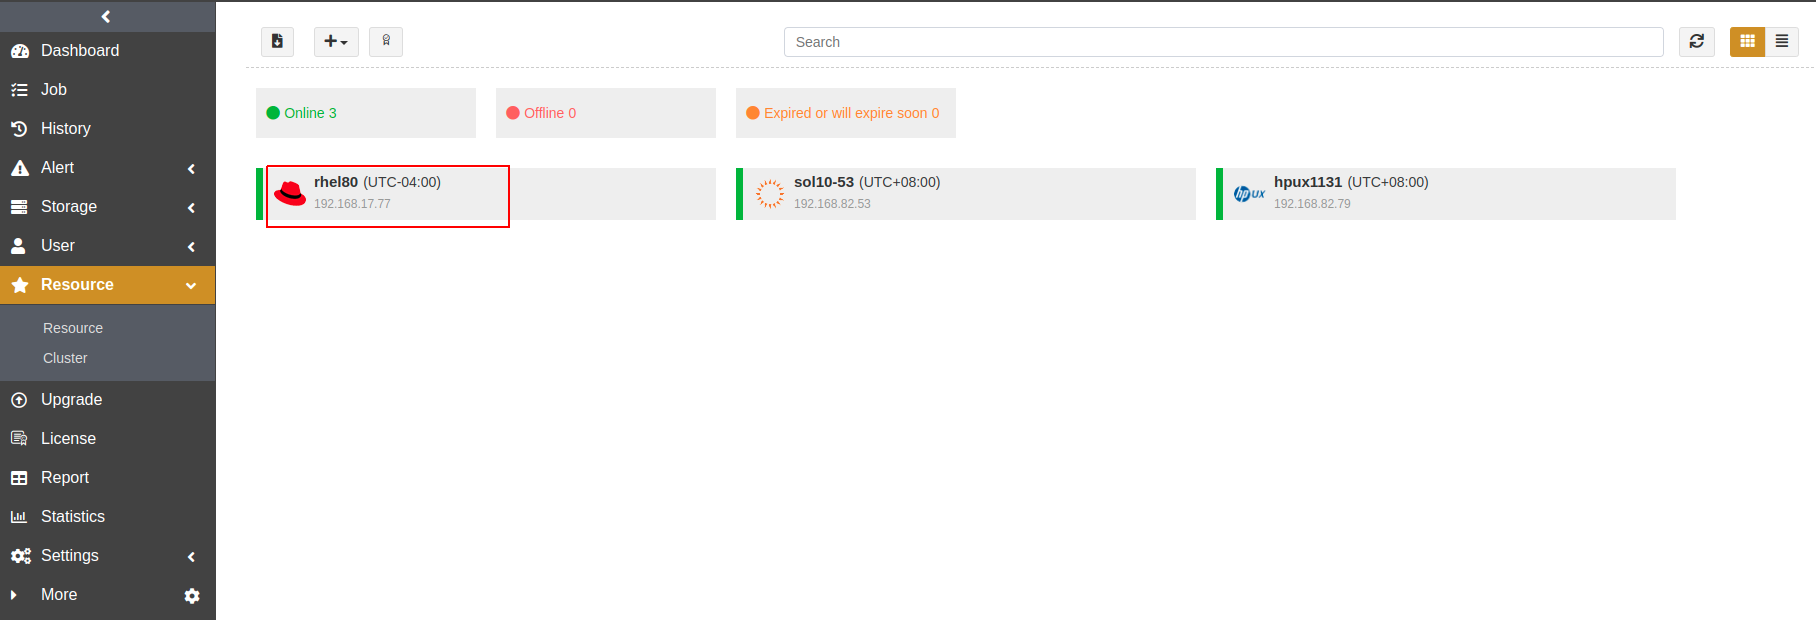 Dashboard
Job
History
Alert
Storage
User
Resource
Resource
Cluster
Upgrade
License
Report
Statistics
Settings
More
Search
Online 3
Offline 0
Expired or will expire soon 0
rhel80 (UTC-04:00)
192.168.17.77
sol10-53 (UTC+08:00)
192.168.82.53
hp UX
hpux1131 (UTC+08:00)
192.168.82.79